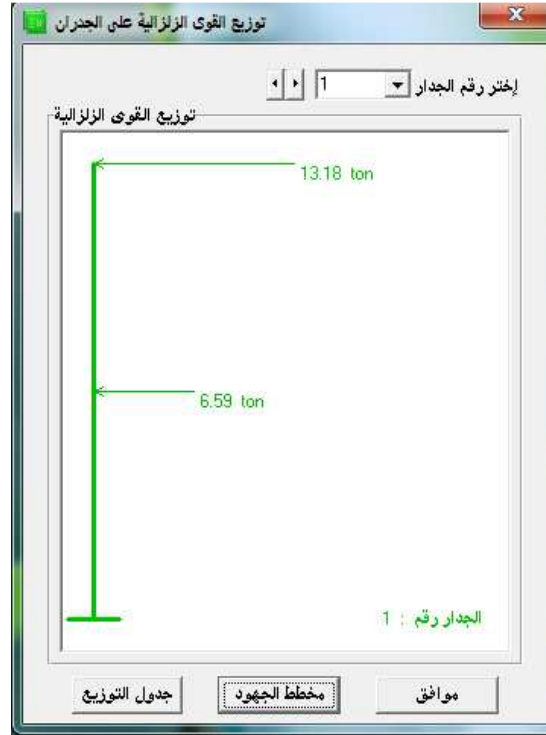 توزيع القوى الزلزالية على الجدران
إختر رقم الجدار 1
توزيع القوى الزلزالية
13.18 ton
6.59 ton
الجدار رقم : 1
موافق
مخطط الجهود
جدول التوزيع